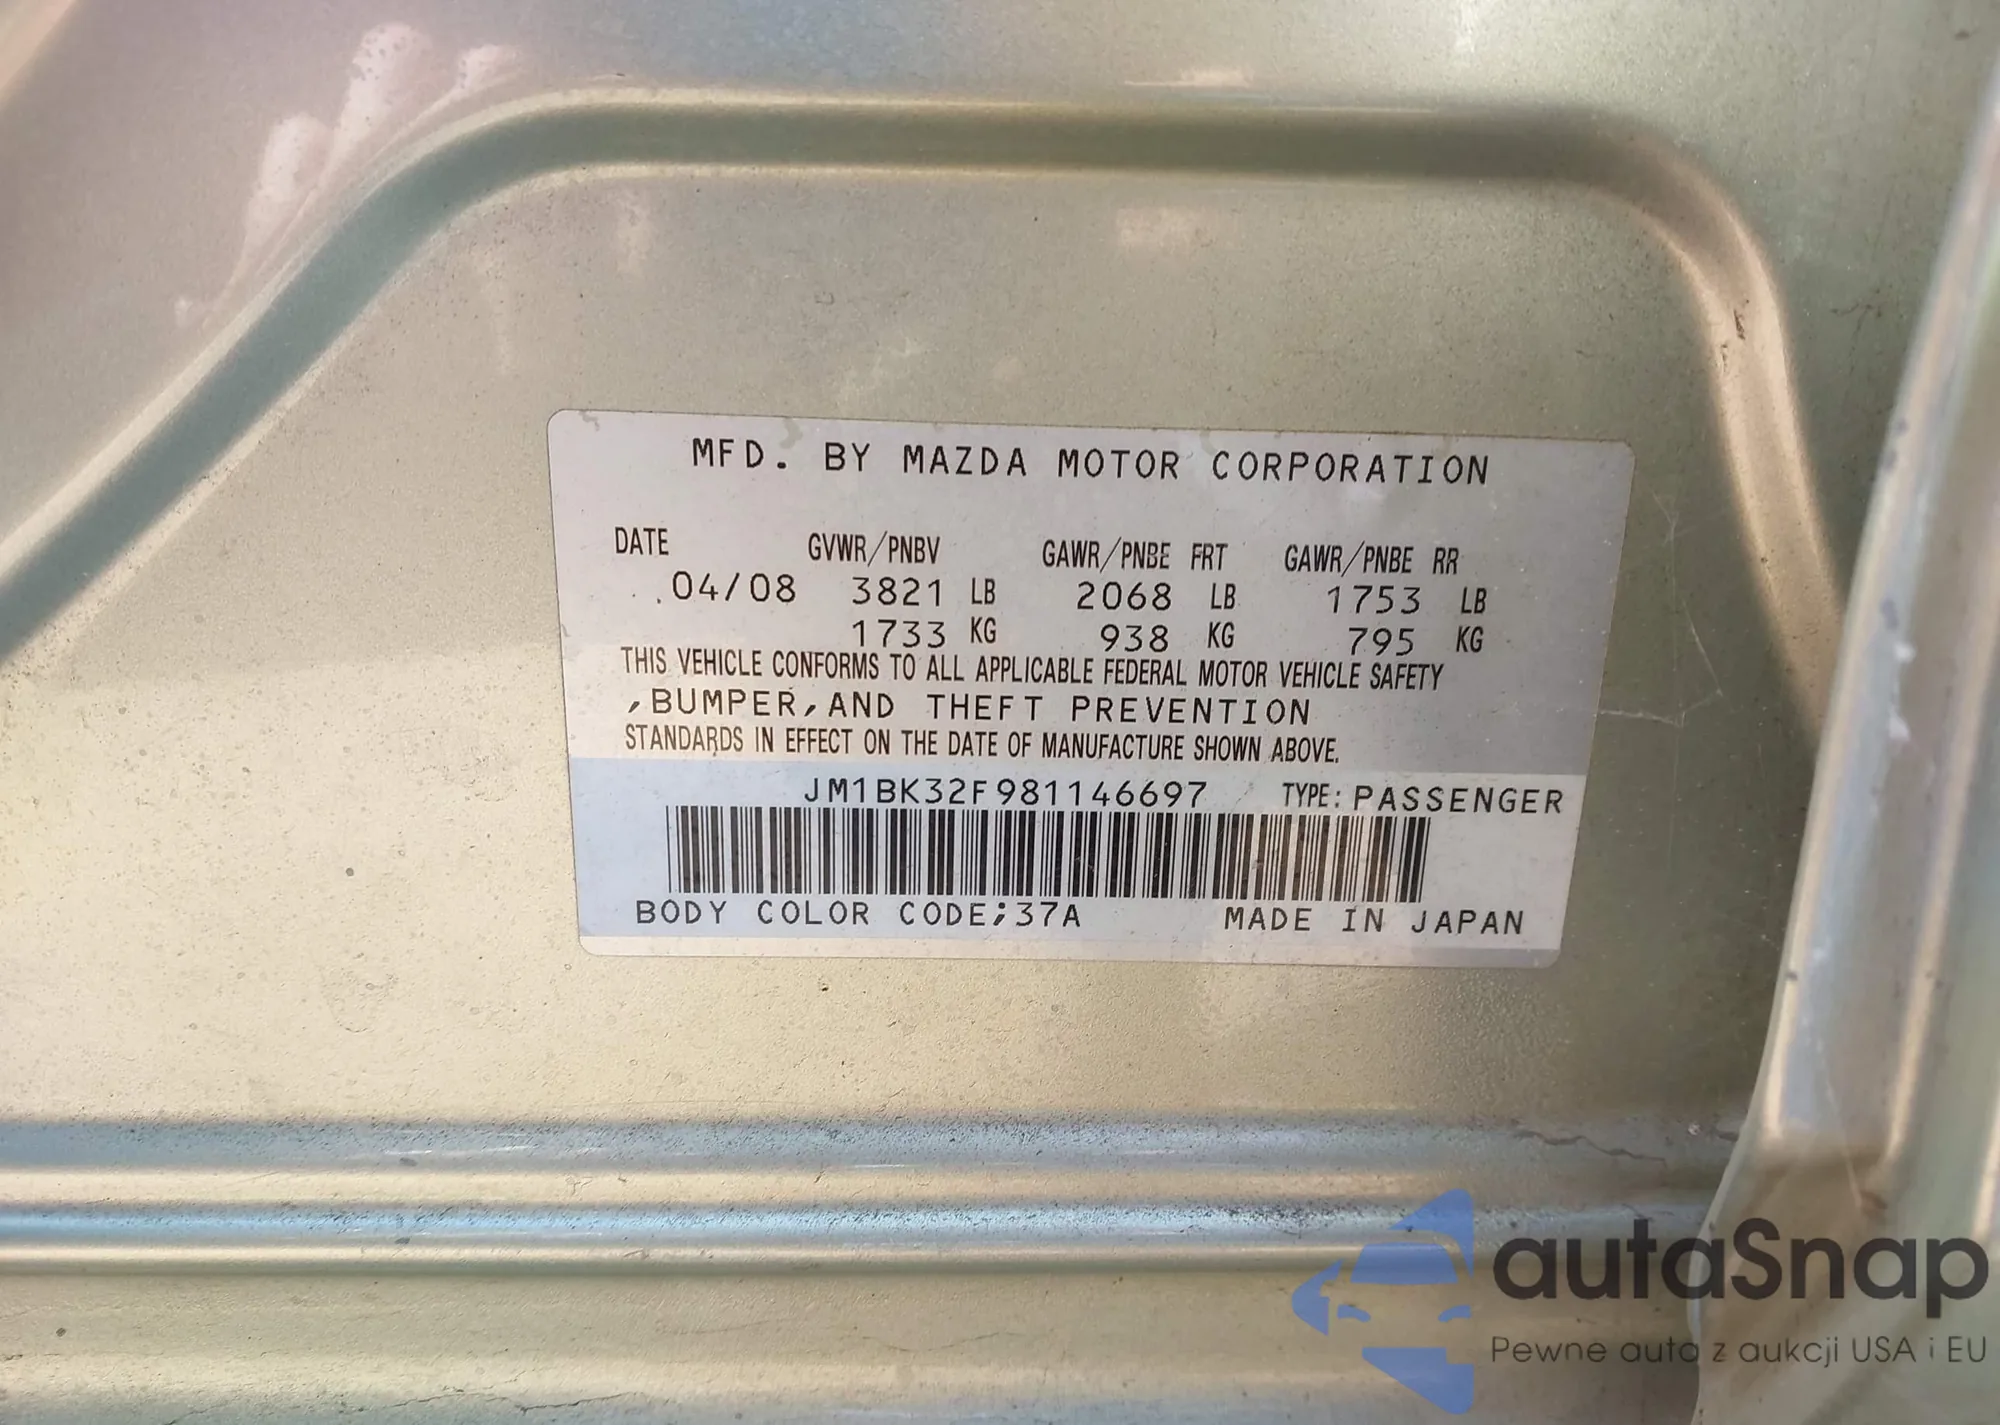 MFD. BY MAZDA MOTOR CORPORATION
DATE GVWR/PNBV GAWR/PNBE FRT GAWR/PNBE RR
04/08 3821 LB 2068 LB 1753 LB
1733 KG 938 KG 795 KG
THIS VEHICLE CONFORMS TO ALL APPLICABLE FEDERAL MOTOR VEHICLE SAFETY
,BUMPER,AND THEFT PREVENTION
STANDARDS IN EFFECT ON THE DATE OF MANUFACTURE SHOWN ABOVE.
JM1BK32F981146697 TYPE: PASSENGER
BODY COLOR CODE;37A MADE IN JAPAN
autaSnap
Pewne auta z aukcji USA i EU